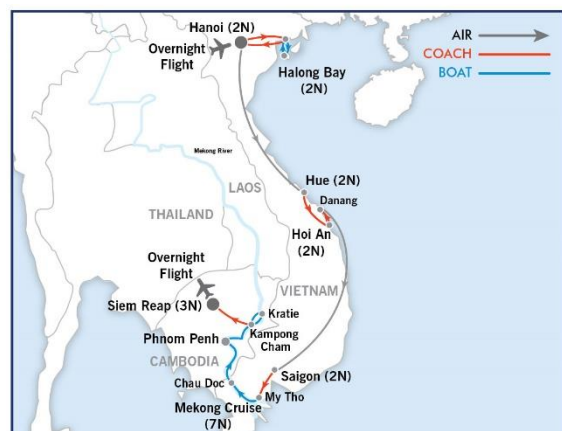 Hanoi (2N)
Overnight
Flight
Halong Bay
(2N)
AIR
COACH
BOAT
Mekong River
LAOS
Hue (2N)
Danang
THAILAND
Hoi An
(2N)
Overnight
Flight
VIETNAM
Siem Reap (3N)
Kratie
Phnom Penh
Kampong
Cham
CAMBODIA
Saigon (2N)
Chau Doc
My Tho
Mekong Cruise
(7N)